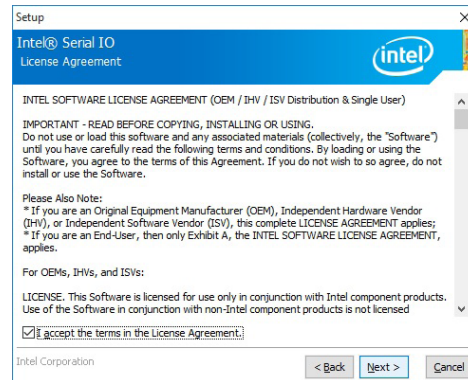 Setup
Intel® Serial IO
License Agreement
intel
INTEL SOFTWARE LICENSE AGREEMENT (OEM / IHV / ISV Distribution & Single User)
IMPORTANT - READ BEFORE COPYING, INSTALLING OR USING.
Do not use or load this software and any associated materials (collectively, the "Software")
until you have carefully read the following terms and conditions. By loading or using the
Software, you agree to the terms of this Agreement. If you do not wish to so agree, do not
install or use the Software.
Please Also Note:
* If you are an Original Equipment Manufacturer (OEM), Independent Hardware Vendor
(IHV), or Independent Software Vendor (ISV), this complete LICENSE AGREEMENT applies;
* If you are an End-User, then only Exhibit A, the INTEL SOFTWARE LICENSE AGREEMENT,
applies.
For OEMs, IHVs, and ISVs:
LICENSE. This Software is licensed for use only in conjunction with Intel component products.
Use of the Software in conjunction with non-Intel component products is not licensed
I accept the terms in the License Agreement.
Intel Corporation
< Back Next > Cancel